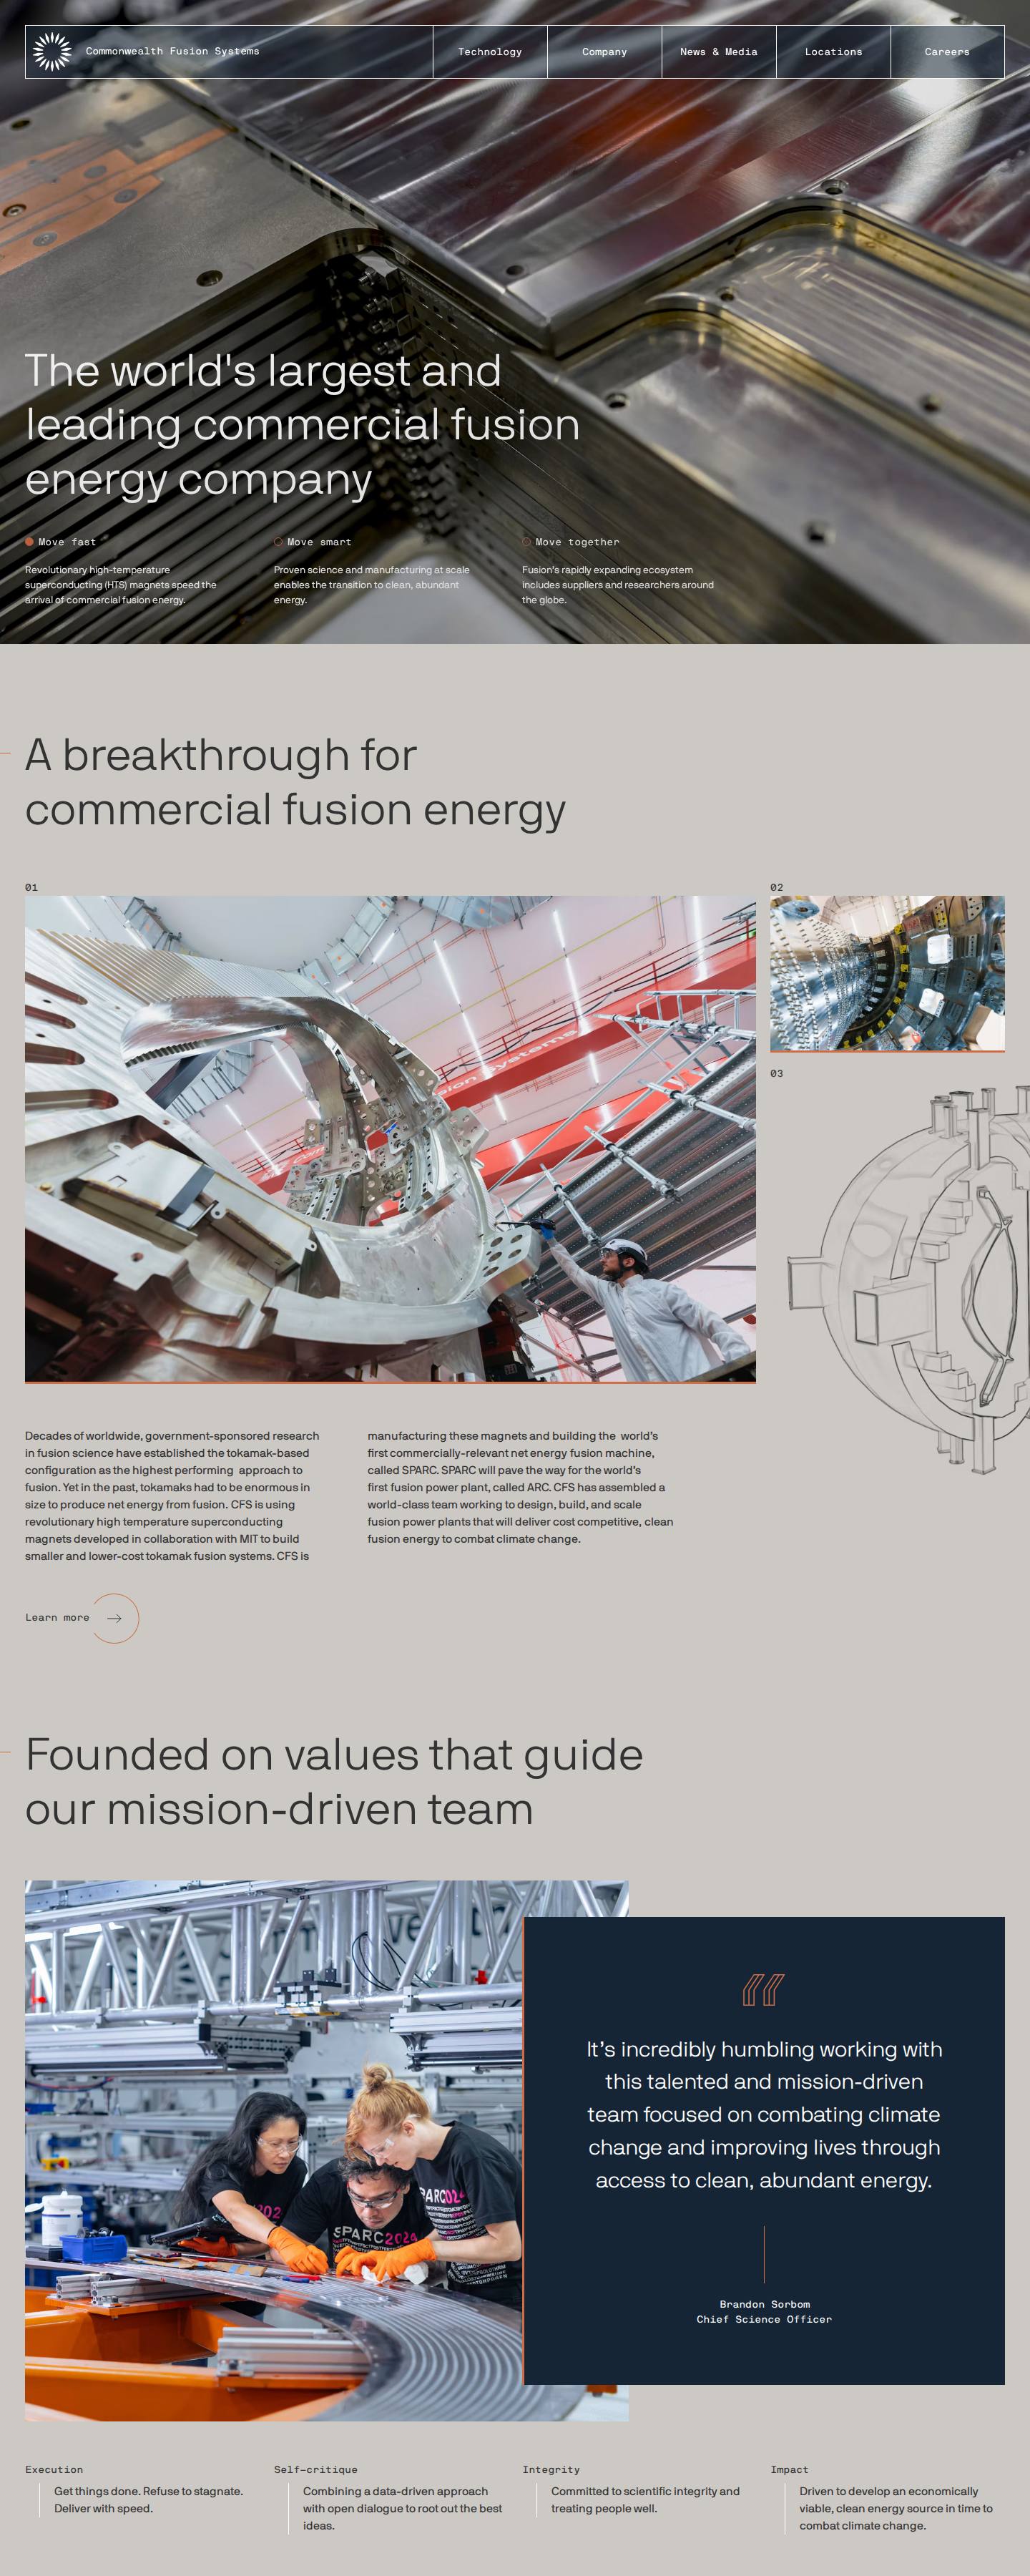 Commonwealth Fusion Systems
Technology
Company
News & Media
Locations
Careers
The world's largest and
leading commercial fusion
energy company
Move fast
Revolutionary high-temperature
superconducting (HTS) magnets speed the
arrival of commercial fusion energy.
Move smart
Proven science and manufacturing at scale
enables the transition to clean, abundant
energy.
Move together
Fusion's rapidly expanding ecosystem
includes suppliers and researchers around
the globe.
A breakthrough for
commercial fusion energy
01
02
03
Decades of worldwide, government-sponsored research
in fusion science have established the tokamak-based
configuration as the highest performing approach to
fusion. Yet in the past, tokamaks had to be enormous in
size to produce net energy from fusion. CFS is using
revolutionary high temperature superconducting
magnets developed in collaboration with MIT to build
smaller and lower-cost tokamak fusion systems. CFS is
manufacturing these magnets and building the world's
first commercially-relevant net energy fusion machine,
called SPARC. SPARC will pave the way for the world's
first fusion power plant, called ARC. CFS has assembled a
world-class team working to design, build, and scale
fusion power plants that will deliver cost competitive, clean
fusion energy to combat climate change.
Learn more
Founded on values that guide
our mission-driven team
SPARC2024
It's incredibly humbling working with
this talented and mission-driven
team focused on combating climate
change and improving lives through
access to clean, abundant energy.
Brandon Sorbom
Chief Science Officer
Execution
Get things done. Refuse to stagnate.
Deliver with speed.
Self-critique
Combining a data-driven approach
with open dialogue to root out the best
ideas.
Integrity
Committed to scientific integrity and
treating people well.
Impact
Driven to develop an economically
viable, clean energy source in time to
combat climate change.